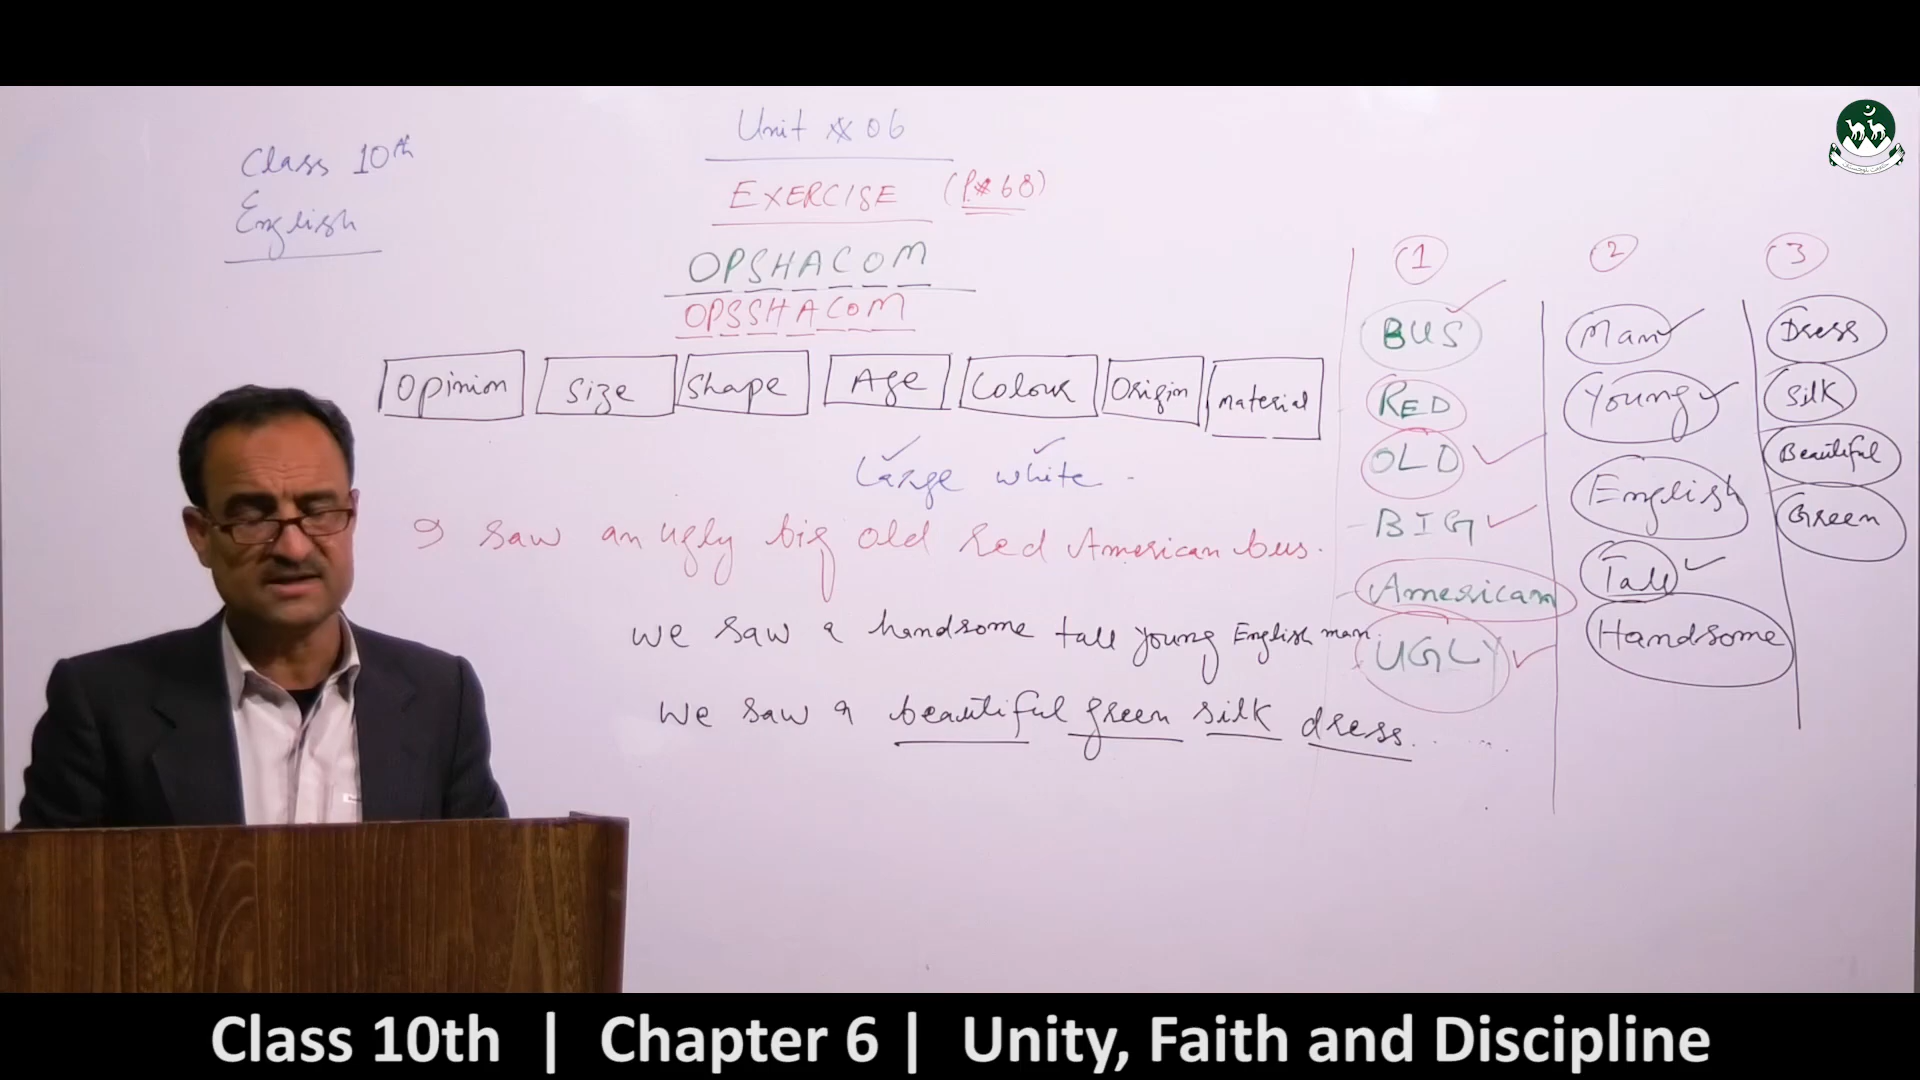 Class 10th
English
Unit # 06
EXERCISE (P.# 68)
OPSHACOM
OPSSHACOM
Opinion Size Shape Age Colour Origin material
Large white
I saw an ugly big old red American bus.
We saw a handsome tall young English man.
We saw a beautiful green silk dress.
1
BUS
RED
OLD
BIG
American
UGLY
2
Man
Young
English
Tall
Handsome
3
Dress
Silk
Beautiful
Green
Class 10th | Chapter 6 | Unity, Faith and Discipline